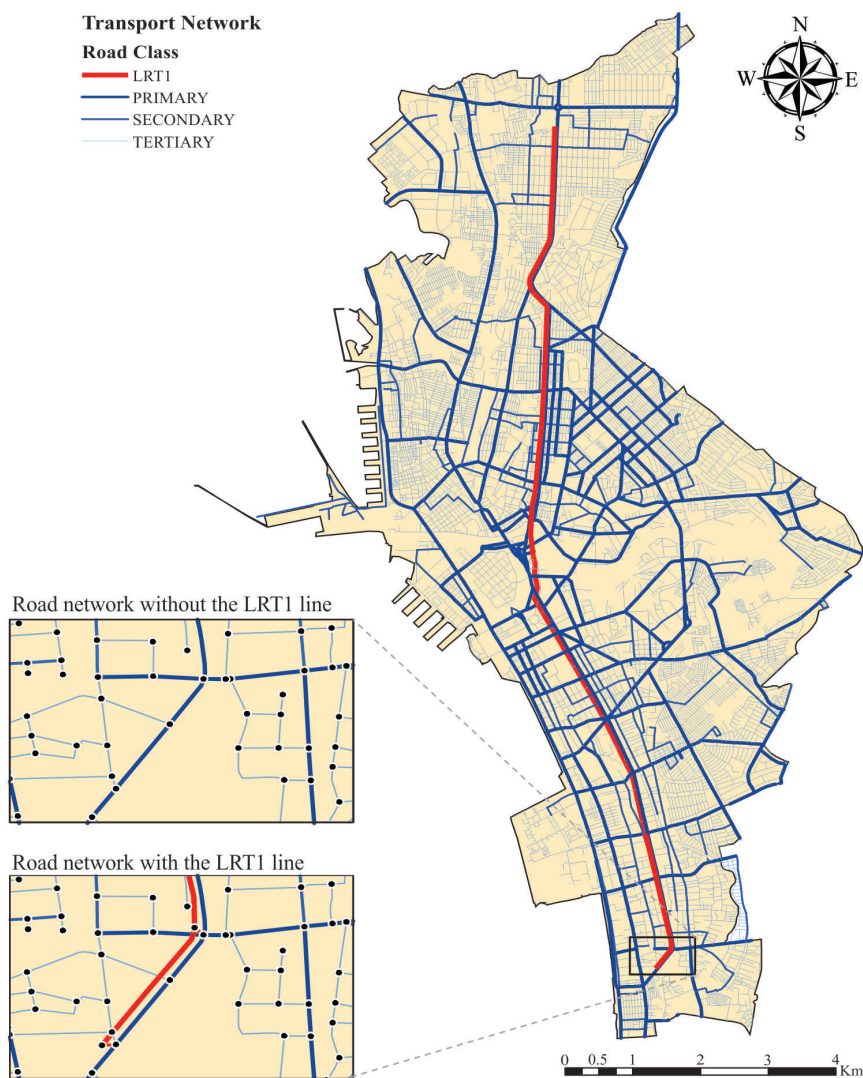 Transport Network
Road Class
LRT1
PRIMARY
SECONDARY
TERTIARY
N
W E
S
Road network without the LRT1 line
Road network with the LRT1 line
0 0.5 1 2 3 4
Km